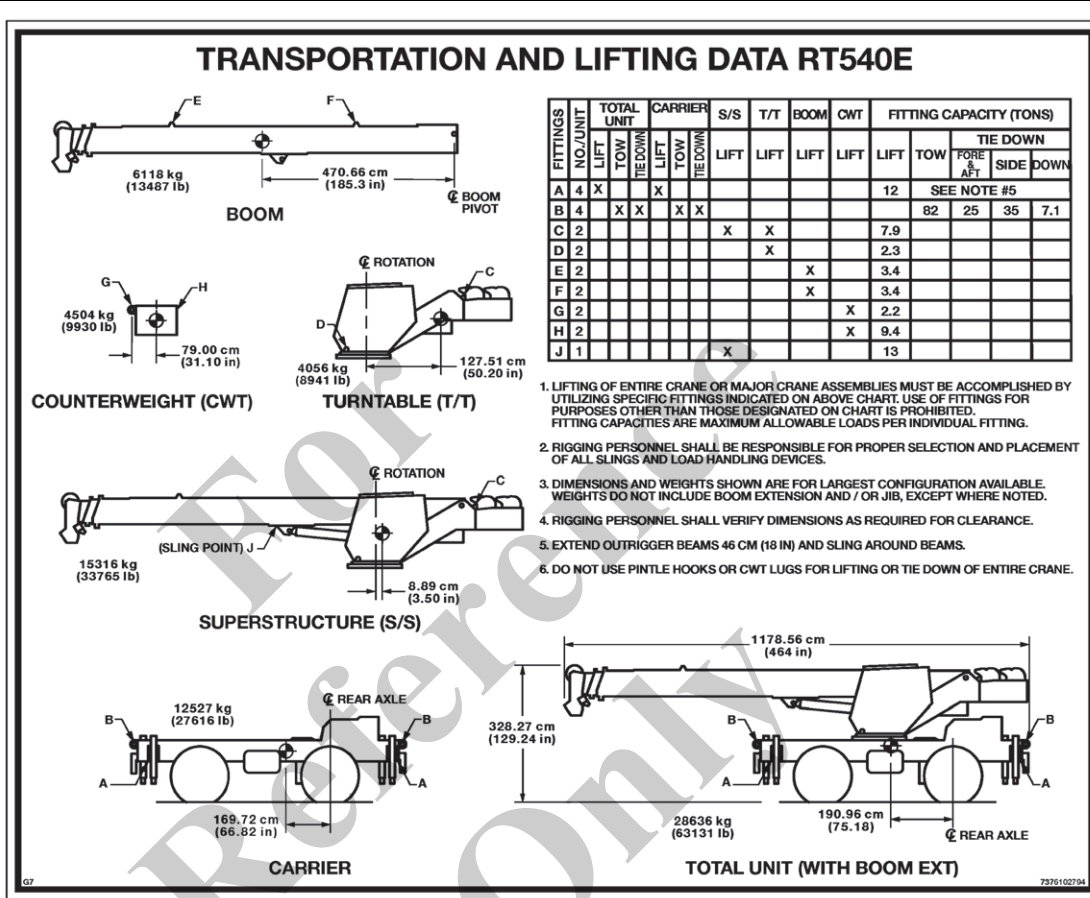 TRANSPORTATION AND LIFTING DATA RT540E
E
F
6118 kg
(13487 lb)
470.66 cm
(185.3 in)
℄ BOOM
PIVOT
BOOM
FITTINGS NO./UNIT TOTAL UNIT CARRIER S/S T/T BOOM CWT FITTING CAPACITY (TONS)
LIFT TOW TIE DOWN LIFT TOW TIE DOWN LIFT LIFT LIFT LIFT LIFT TOW TIE DOWN
FORE & AFT SIDE DOWN
A 4 X X 12 SEE NOTE #5
B 4 X X X X 82 25 35 7.1
C 2 X X 7.9
D 2 X 2.3
E 2 X 3.4
F 2 X 3.4
G 2 X 2.2
H 2 X 9.4
J 1 X 13
G
H
4504 kg
(9930 lb)
79.00 cm
(31.10 in)
COUNTERWEIGHT (CWT)
℄ ROTATION
C
D
4056 kg
(8941 lb)
127.51 cm
(50.20 in)
TURNTABLE (T/T)
1. LIFTING OF ENTIRE CRANE OR MAJOR CRANE ASSEMBLIES MUST BE ACCOMPLISHED BY
UTILIZING SPECIFIC FITTINGS INDICATED ON ABOVE CHART. USE OF FITTINGS FOR
PURPOSES OTHER THAN THOSE DESIGNATED ON CHART IS PROHIBITED.
FITTING CAPACITIES ARE MAXIMUM ALLOWABLE LOADS PER INDIVIDUAL FITTING.
2. RIGGING PERSONNEL SHALL BE RESPONSIBLE FOR PROPER SELECTION AND PLACEMENT
OF ALL SLINGS AND LOAD HANDLING DEVICES.
3. DIMENSIONS AND WEIGHTS SHOWN ARE FOR LARGEST CONFIGURATION AVAILABLE.
WEIGHTS DO NOT INCLUDE BOOM EXTENSION AND / OR JIB, EXCEPT WHERE NOTED.
4. RIGGING PERSONNEL SHALL VERIFY DIMENSIONS AS REQUIRED FOR CLEARANCE.
5. EXTEND OUTRIGGER BEAMS 46 CM (18 IN) AND SLING AROUND BEAMS.
6. DO NOT USE PINTLE HOOKS OR CWT LUGS FOR LIFTING OR TIE DOWN OF ENTIRE CRANE.
℄ ROTATION
C
(SLING POINT) J
15316 kg
(33765 lb)
8.89 cm
(3.50 in)
SUPERSTRUCTURE (S/S)
12527 kg
(27616 lb)
℄ REAR AXLE
B
B
A
A
169.72 cm
(66.82 in)
CARRIER
1178.56 cm
(464 in)
328.27 cm
(129.24 in)
B
B
A
A
28636 kg
(63131 lb)
190.96 cm
(75.18)
℄ REAR AXLE
TOTAL UNIT (WITH BOOM EXT)
G7
7376102794
For
Reference
Only